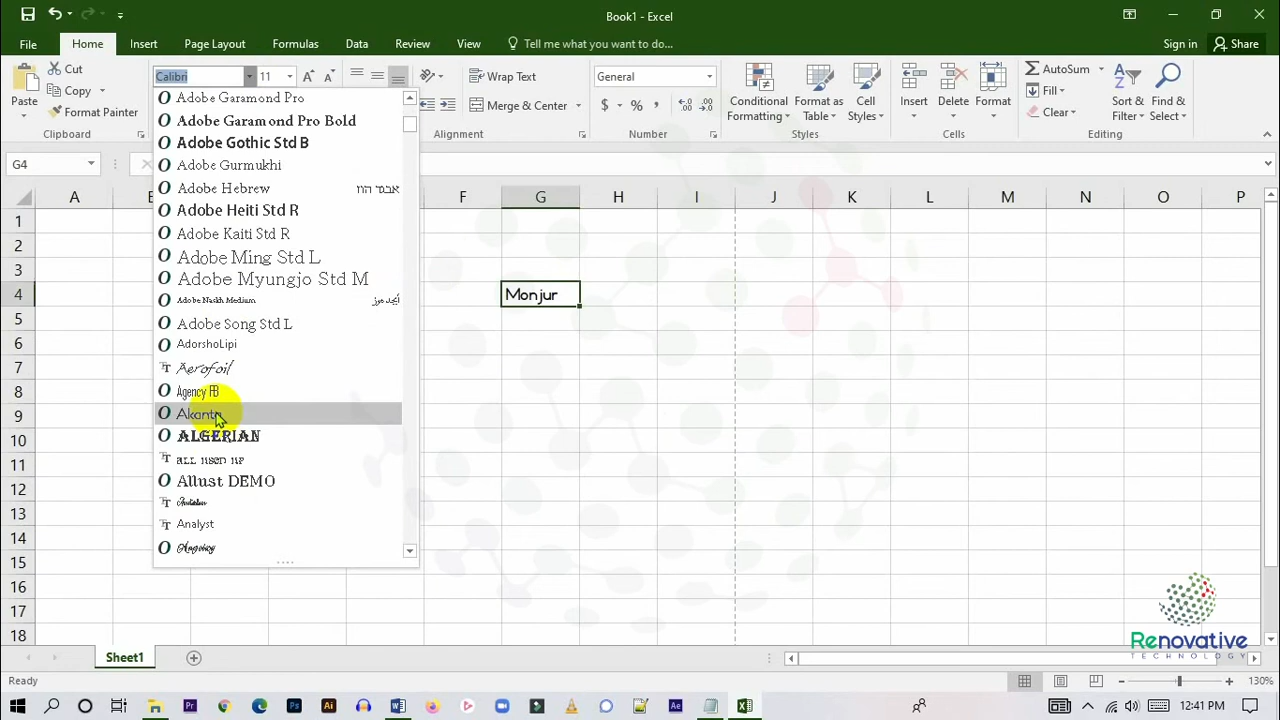 Book1 - Excel
File Home Insert Page Layout Formulas Data Review View Tell me what you want to do... Sign in Share
Paste
Cut
Copy
Format Painter
Clipboard
Calibri 11
Wrap Text
Merge & Center
Alignment
General
$ % ,
Number
Conditional Formatting
Format as Table
Cell Styles
Styles
Insert
Delete
Format
Cells
AutoSum
Fill
Clear
Sort & Filter
Find & Select
Editing
G4
Adobe Garamond Pro
Adobe Garamond Pro Bold
Adobe Gothic Std B
Adobe Gurmukhi
Adobe Hebrew אבגד הוז
Adobe Heiti Std R
Adobe Kaiti Std R
Adobe Ming Std L
Adobe Myungjo Std M
Adobe Naskh Medium أبجد هوز
Adobe Song Std L
AdorshoLipi
Aerofoil
Agency FB
ALGERIAN
Allust DEMO
Analyst
A F G H I J K L M N O P
1
2
3
4 Monjur
5
6
7
8
9
10
11
12
13
14
15
16
17
18
Renovative
TECHNOLOGY
Sheet1
Ready
130%
12:41 PM